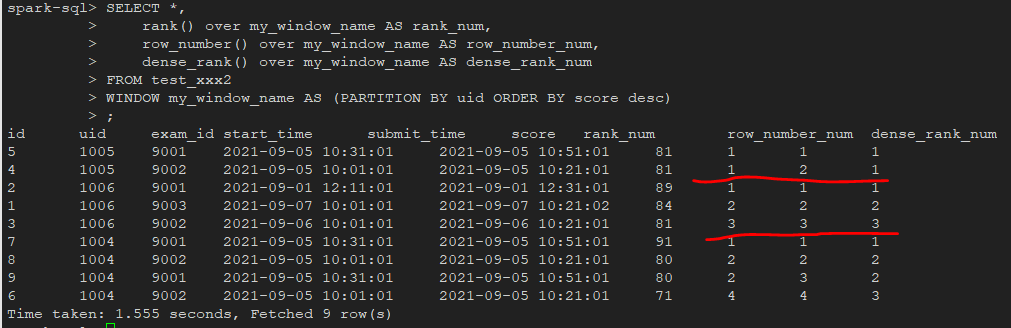 spark-sql> SELECT *,
> rank() over my_window_name AS rank_num,
> row_number() over my_window_name AS row_number_num,
> dense_rank() over my_window_name AS dense_rank_num
> FROM test_xxx2
> WINDOW my_window_name AS (PARTITION BY uid ORDER BY score desc)
> ;
id uid exam_id start_time submit_time score rank_num row_number_num dense_rank_num
5 1005 9001 2021-09-05 10:31:01 2021-09-05 10:51:01 81 1 1 1
4 1005 9002 2021-09-05 10:01:01 2021-09-05 10:21:01 81 1 2 1
2 1006 9001 2021-09-01 12:11:01 2021-09-01 12:31:01 89 1 1 1
1 1006 9003 2021-09-07 10:01:01 2021-09-07 10:21:02 84 2 2 2
3 1006 9002 2021-09-06 10:01:01 2021-09-06 10:21:01 81 3 3 3
7 1004 9001 2021-09-05 10:31:01 2021-09-05 10:51:01 91 1 1 1
8 1004 9002 2021-09-05 10:01:01 2021-09-05 10:21:01 80 2 2 2
9 1004 9001 2021-09-05 10:31:01 2021-09-05 10:51:01 80 2 3 2
6 1004 9002 2021-09-05 10:01:01 2021-09-05 10:21:01 71 4 4 3
Time taken: 1.555 seconds, Fetched 9 row(s)